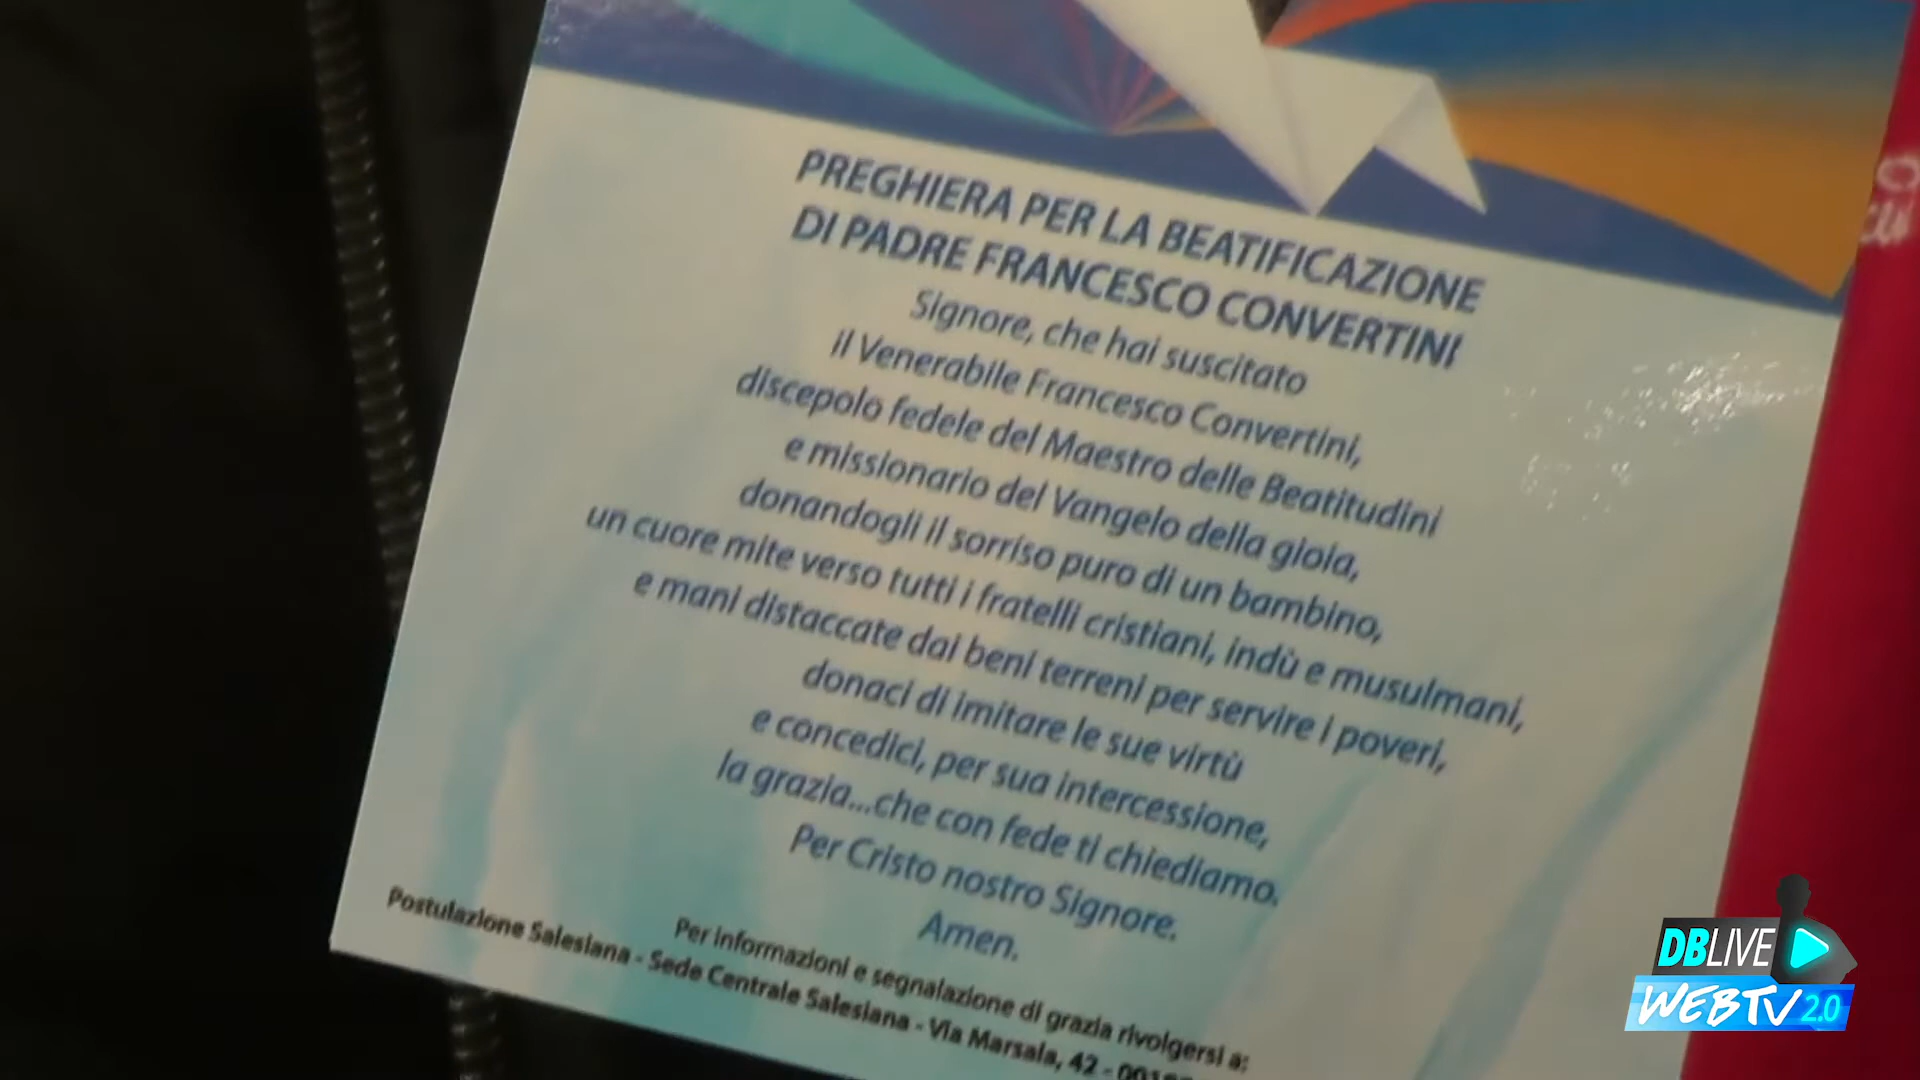 PREGHIERA PER LA BEATIFICAZIONE
DI PADRE FRANCESCO CONVERTINI
Signore, che hai suscitato
il Venerabile Francesco Convertini,
discepolo fedele del Maestro delle Beatitudini
e missionario del Vangelo della gioia,
donandogli il sorriso puro di un bambino,
un cuore mite verso tutti i fratelli cristiani, indù e musulmani,
e mani distaccate dai beni terreni per servire i poveri,
donaci di imitare le sue virtù
e concedici, per sua intercessione,
la grazia...che con fede ti chiediamo.
Per Cristo nostro Signore.
Amen.
Per informazioni e segnalazione di grazia rivolgersi a:
Postulazione Salesiana - Sede Centrale Salesiana - Via Marsala, 42 -
DBLIVE
WEBTV 2.0